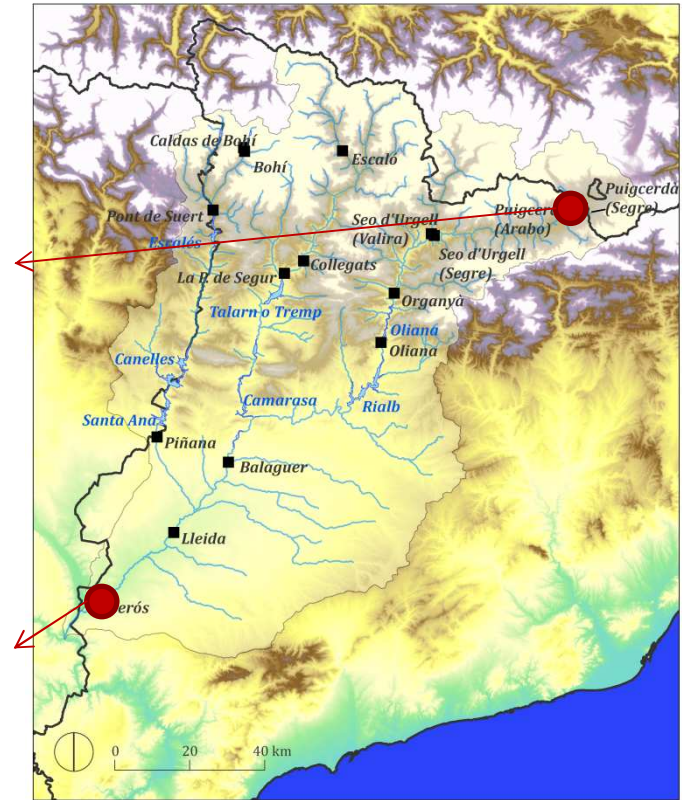 Caldas de Bohí
Bohí
Escaló
Pont de Suert
Escalés
Seo d'Urgell
(Valira)
Puigcerdà
(Segre)
(Arabo)
Seo d'Urgell
(Segre)
Collegats
La P. de Segur
Organyà
Talarn o Tremp
Oliana
Oliana
Canelles
Camarasa
Rialb
Santa Ana
Piñana
Balaguer
Lleida
0 20 40 km